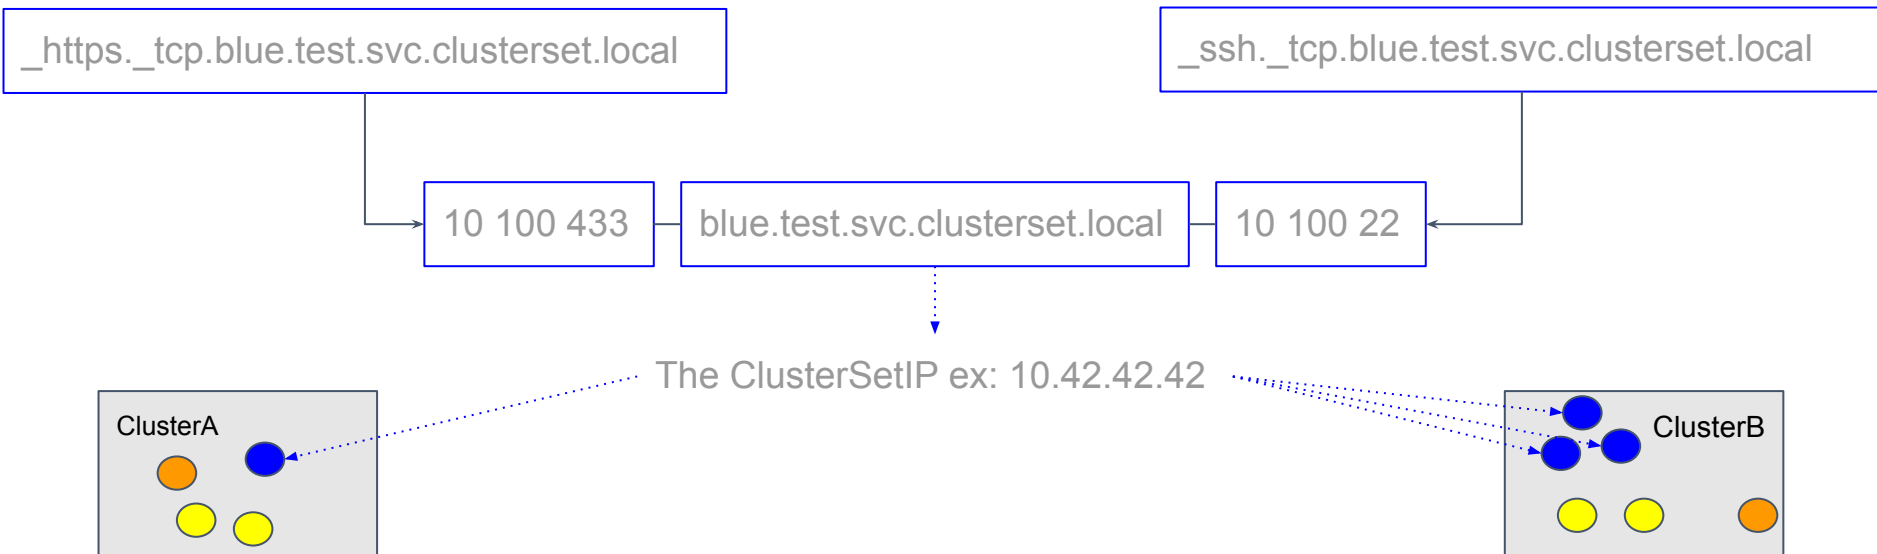 _https._tcp.blue.test.svc.clusterset.local
_ssh._tcp.blue.test.svc.clusterset.local
10 100 433
blue.test.svc.clusterset.local
10 100 22
The ClusterSetIP ex: 10.42.42.42
ClusterA
ClusterB